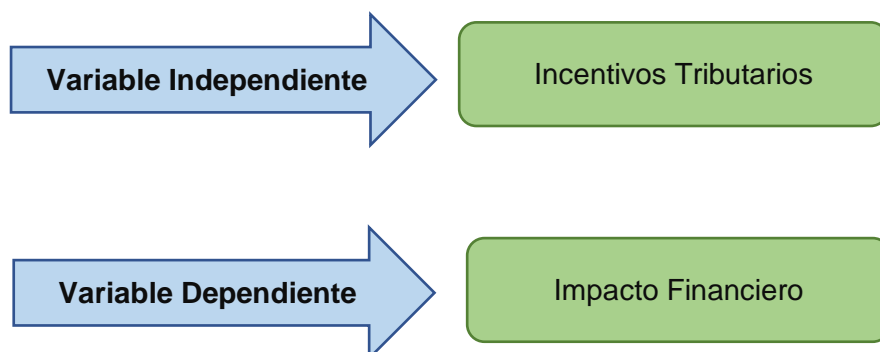 Variable Independiente
Incentivos Tributarios
Variable Dependiente
Impacto Financiero